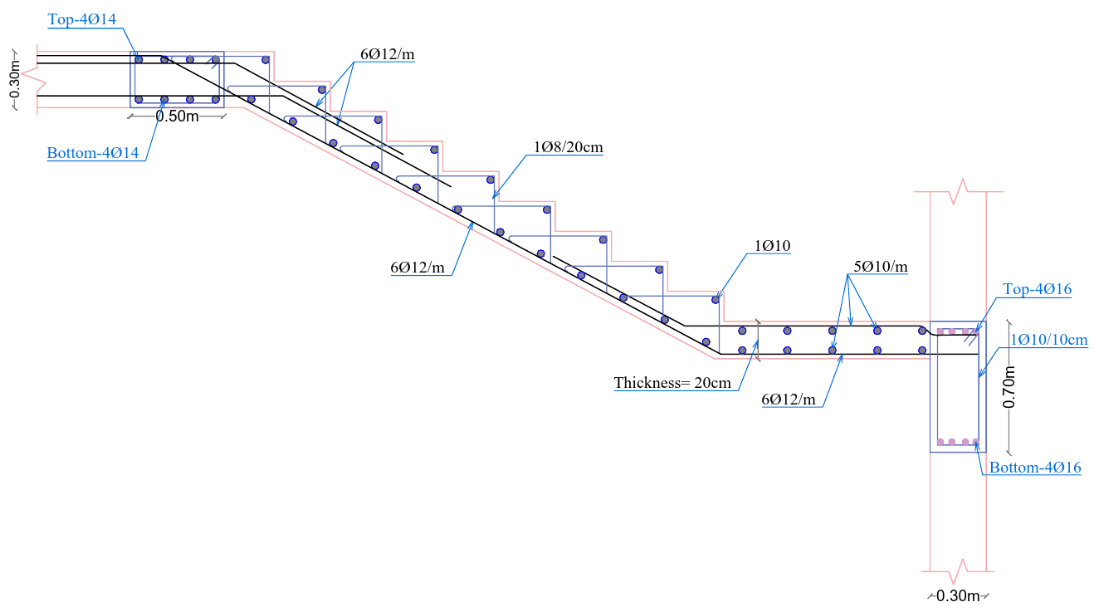 Top-4Ø14
6Ø12/m
0.30m
0.50m
Bottom-4Ø14
1Ø8/20cm
6Ø12/m
1Ø10
5Ø10/m
Top-4Ø16
1Ø10/10cm
Thickness= 20cm
0.70m
6Ø12/m
Bottom-4Ø16
0.30m